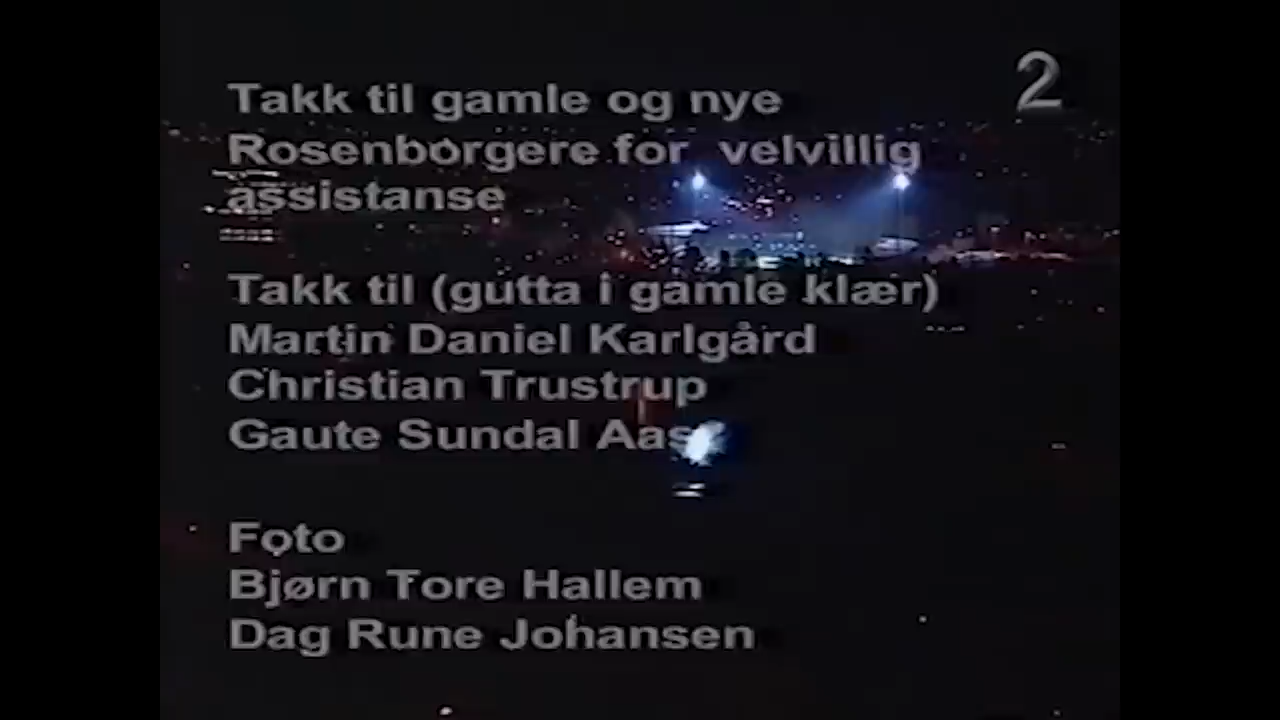 2
Takk til gamle og nye
Rosenborgere for velvillig
assistanse
Takk til (gutta i gamle klær)
Martin Daniel Karlgård
Christian Trustrup
Gaute Sundal Aase
Foto
Bjørn Tore Hallem
Dag Rune Johansen